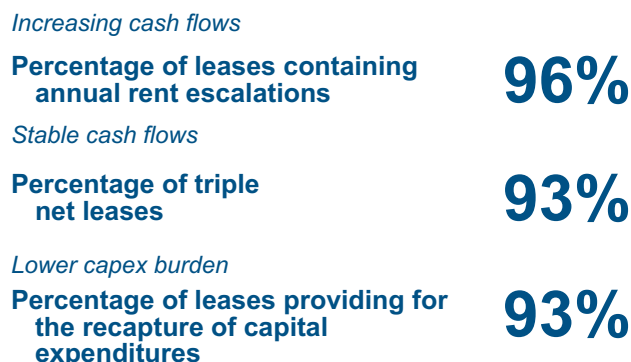 Increasing cash flows
Percentage of leases containing
annual rent escalations
96%
Stable cash flows
Percentage of triple
net leases
93%
Lower capex burden
Percentage of leases providing for
the recapture of capital
expenditures
93%